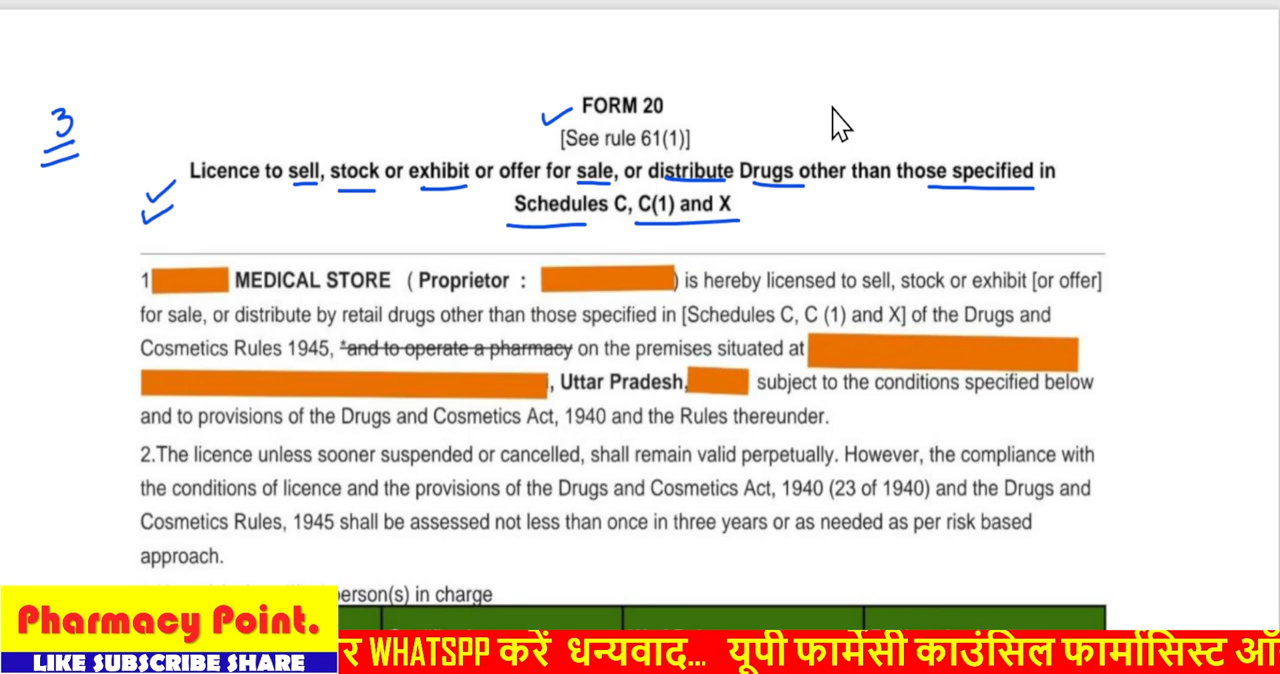 3
FORM 20
[See rule 61(1)]
Licence to sell, stock or exhibit or offer for sale, or distribute Drugs other than those specified in
Schedules C, C(1) and X
1 MEDICAL STORE ( Proprietor : ) is hereby licensed to sell, stock or exhibit [or offer]
for sale, or distribute by retail drugs other than those specified in [Schedules C, C (1) and X] of the Drugs and
Cosmetics Rules 1945, *and to operate a pharmacy on the premises situated at
, Uttar Pradesh, subject to the conditions specified below
and to provisions of the Drugs and Cosmetics Act, 1940 and the Rules thereunder.
2.The licence unless sooner suspended or cancelled, shall remain valid perpetually. However, the compliance with
the conditions of licence and the provisions of the Drugs and Cosmetics Act, 1940 (23 of 1940) and the Drugs and
Cosmetics Rules, 1945 shall be assessed not less than once in three years or as needed as per risk based
approach.
person(s) in charge
Pharmacy Point.
LIKE SUBSCRIBE SHARE
र WHATSPP करें धन्यवाद... यूपी फार्मेसी काउंसिल फार्मासिस्ट